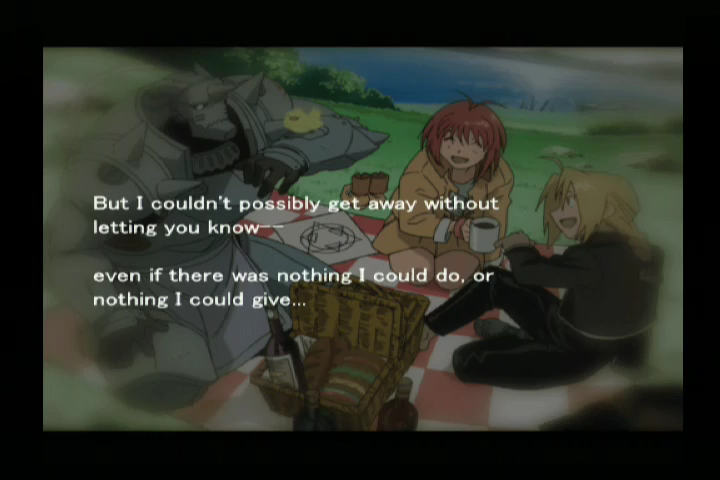 But I couldn't possibly get away without
letting you know--
even if there was nothing I could do, or
nothing I could give...